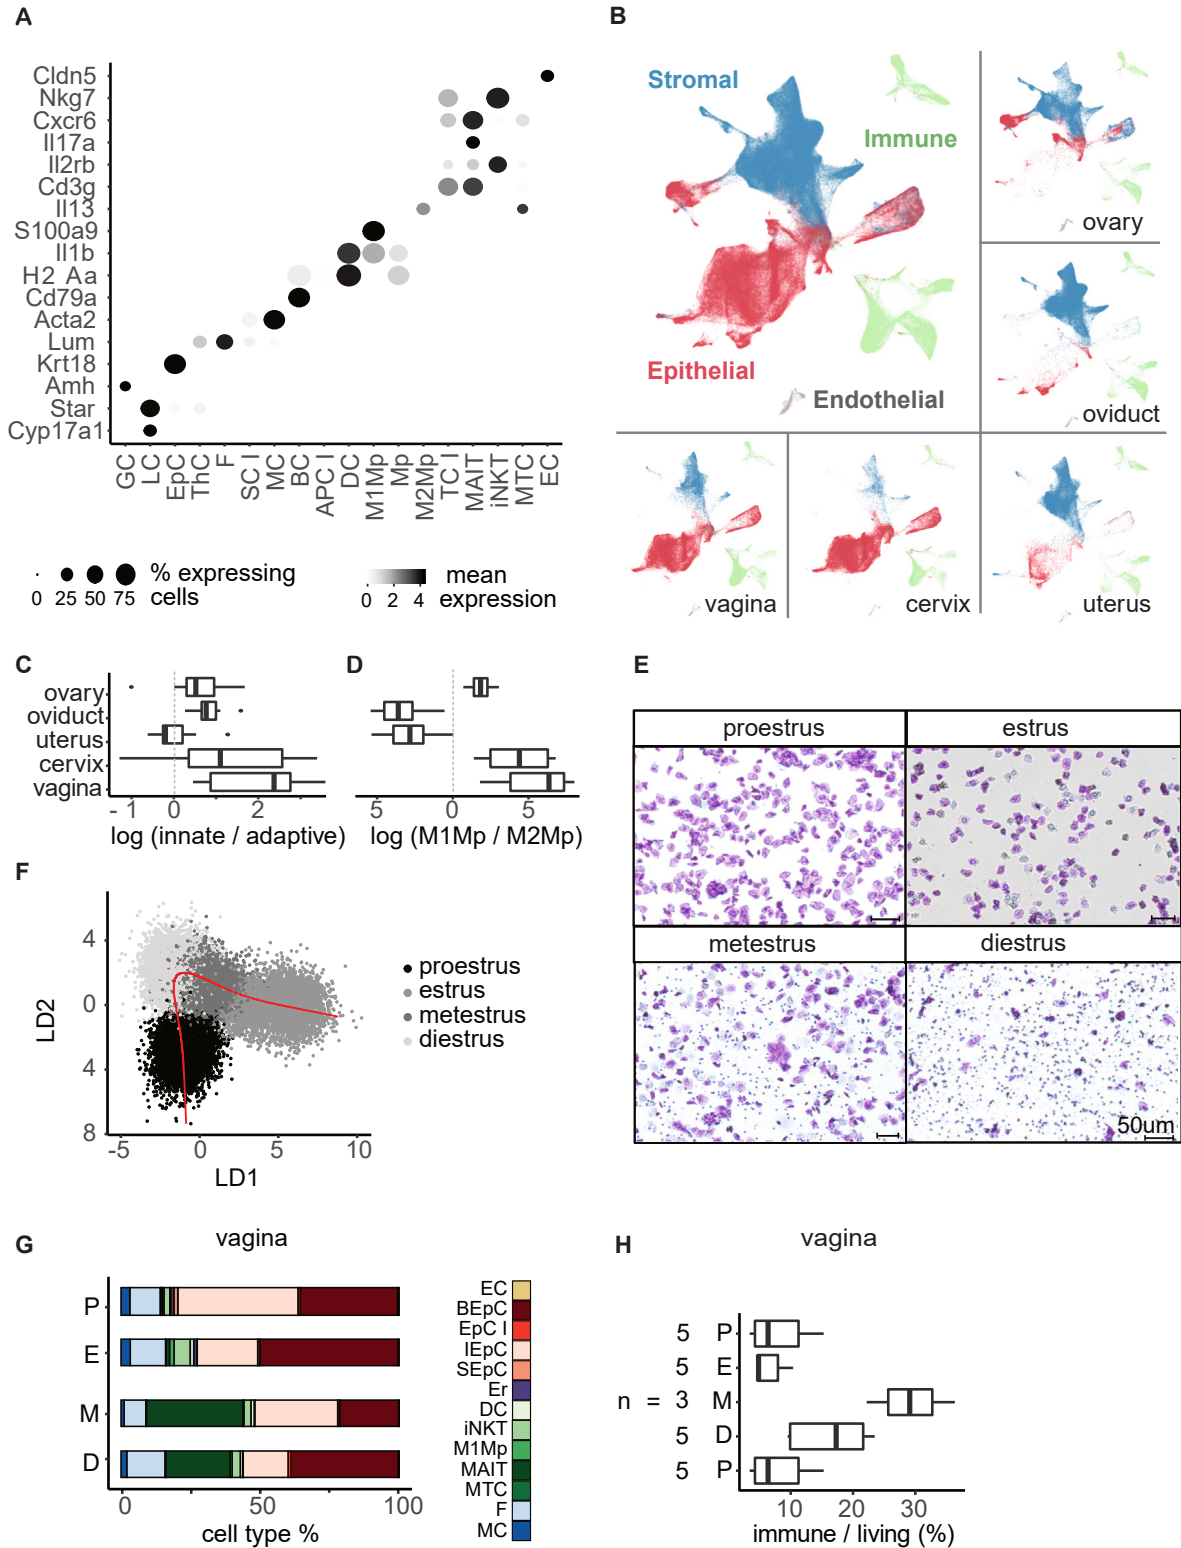 A
Cldn5
Nkg7
Cxcr6
Il17a
Il2rb
Cd3g
Il13
S100a9
Il1b
H2 Aa
Cd79a
Acta2
Lum
Krt18
Amh
Star
Cyp17a1
GC
LC
EpC
ThC
F
SC I
MC
BC
APC I
DC
M1Mp
Mp
M2Mp
TC I
MAIT
iNKT
MTC
EC
0 25 50 75
% expressing
cells
0 2 4
mean
expression
B
Stromal
Immune
Epithelial
Endothelial
ovary
oviduct
vagina
cervix
uterus
C
ovary
oviduct
uterus
cervix
vagina
- 1 0 2
log (innate / adaptive)
D
5 0 5
log (M1Mp / M2Mp)
E
proestrus
estrus
metestrus
diestrus
50um
F
4
0
4
8
LD2
-5 0 5 10
LD1
proestrus
estrus
metestrus
diestrus
G
vagina
P
E
M
D
0 50 100
cell type %
EC
BEpC
EpC I
IEpC
SEpC
Er
DC
iNKT
M1Mp
MAIT
MTC
F
MC
H
vagina
5 P
5 E
n = 3 M
5 D
5 P
10 20 30
immune / living (%)